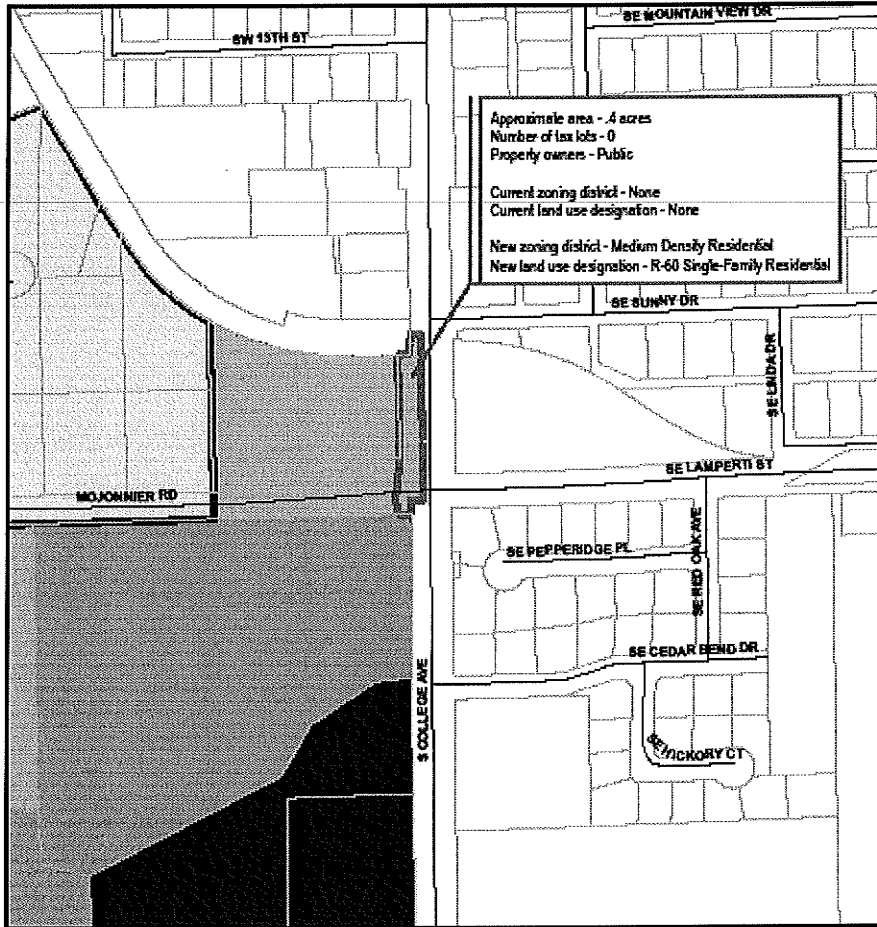 SW 13TH ST
SE MOUNTAIN VIEW DR
Approximate area - .4 acres
Number of tax lots - 0
Property owners - Public
Current zoning district - None
Current land use designation - None
New zoning district - Medium Density Residential
New land use designation - R-60 Single-Family Residential
SE SUNNY DR
SE LINDA DR
SE LAMPERTI ST
MOJONNIER RD
SE PEPPERIDGE PL
SE RED OAK AVE
SE CEDAR BEND DR
S COLLEGE AVE
SE HICKORY CT